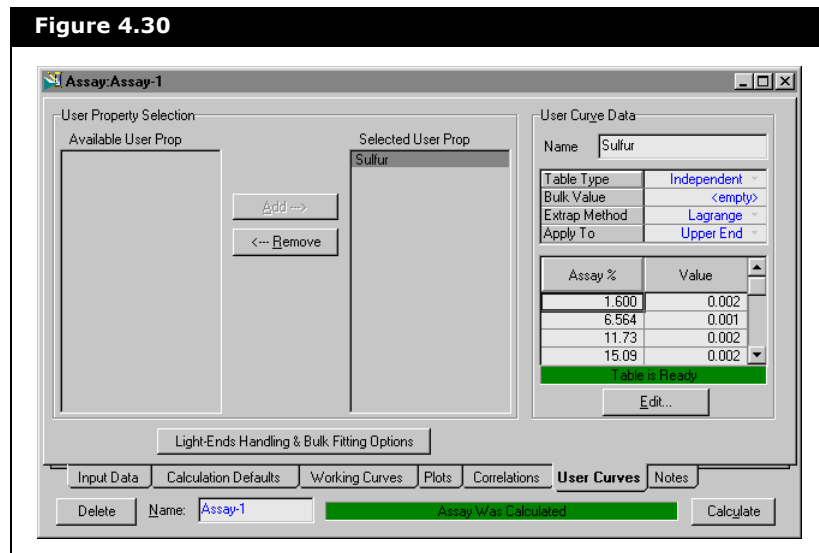 Figure 4.30
Assay:Assay-1
User Property Selection
Available User Prop
Selected User Prop
Sulfur
Add --->
<--- Remove
Light-Ends Handling & Bulk Fitting Options
User Curve Data
Name Sulfur
Table Type Independent
Bulk Value <empty>
Extrap Method Lagrange
Apply To Upper End
Assay % Value
1.600 0.002
6.564 0.001
11.73 0.002
15.09 0.002
Table is Ready
Edit...
Input Data Calculation Defaults Working Curves Plots Correlations User Curves Notes
Delete Name: Assay-1 Assay Was Calculated Calculate